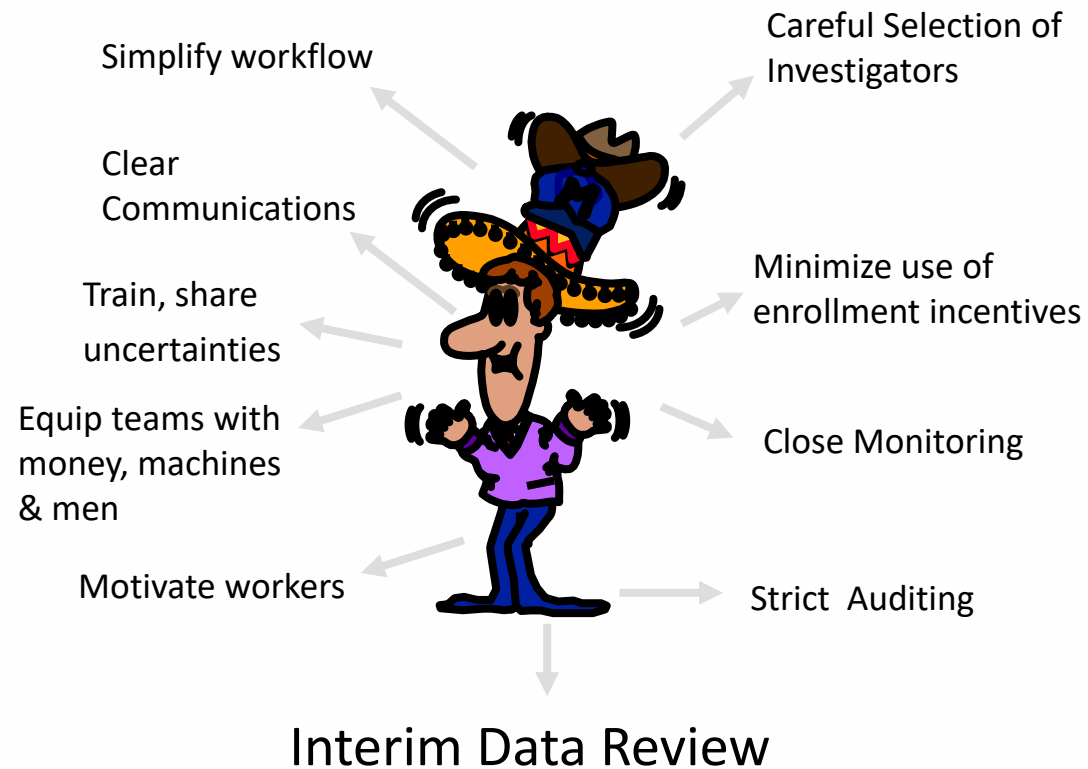 Simplify workflow
Careful Selection of
Investigators
Clear
Communications
Minimize use of
enrollment incentives
Train, share
uncertainties
Equip teams with
money, machines
& men
Close Monitoring
Motivate workers
Strict Auditing
Interim Data Review